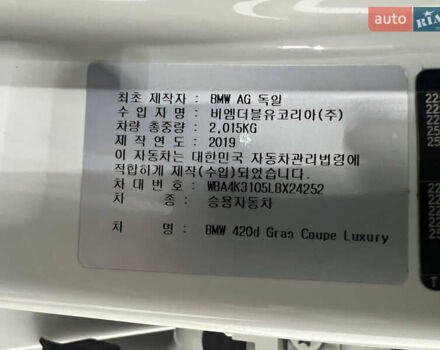 auto RIA
최초 제작자 : BMW AG 독일
수 입 자 명 : 비엠더블유코리아(주)
차량 총중량 : 2,015KG
제 작 연 도 : 2019
이 자동차는 대한민국 자동차관리법령에
적합하게 제작(수입)되었습니다.
차 대 번 호 : WBA4K3105LBX24252
차 종 : 승용자동차
차 명 : BMW 420d Gran Coupe Luxury